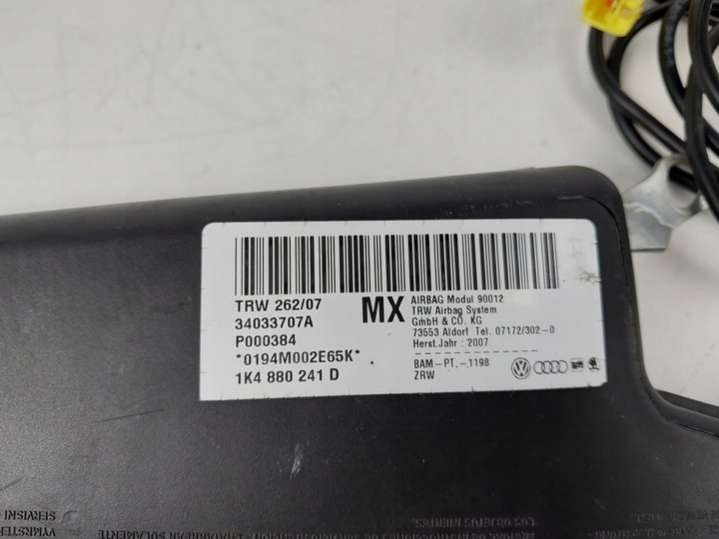 TRW 262/07
34033707A
P000384
*0194M002E65K*
1K4 880 241 D
MX
AIRBAG Modul 90012
TRW Airbag System
GmbH & CO. KG
73553 Aldorf Tel. 07172/302-0
Herst.Jahr : 2007
BAM-PT.-1198
ZRW